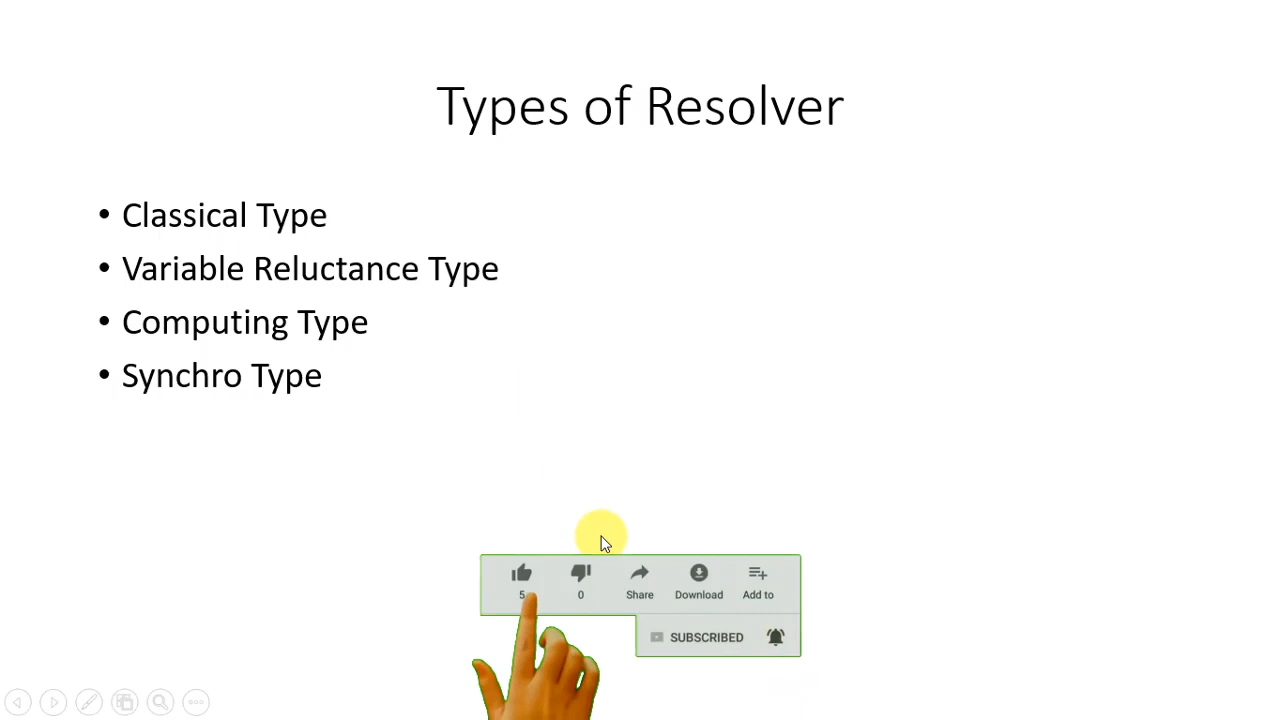 Types of Resolver
• Classical Type
• Variable Reluctance Type
• Computing Type
• Synchro Type
5 0 Share Download Add to
SUBSCRIBED